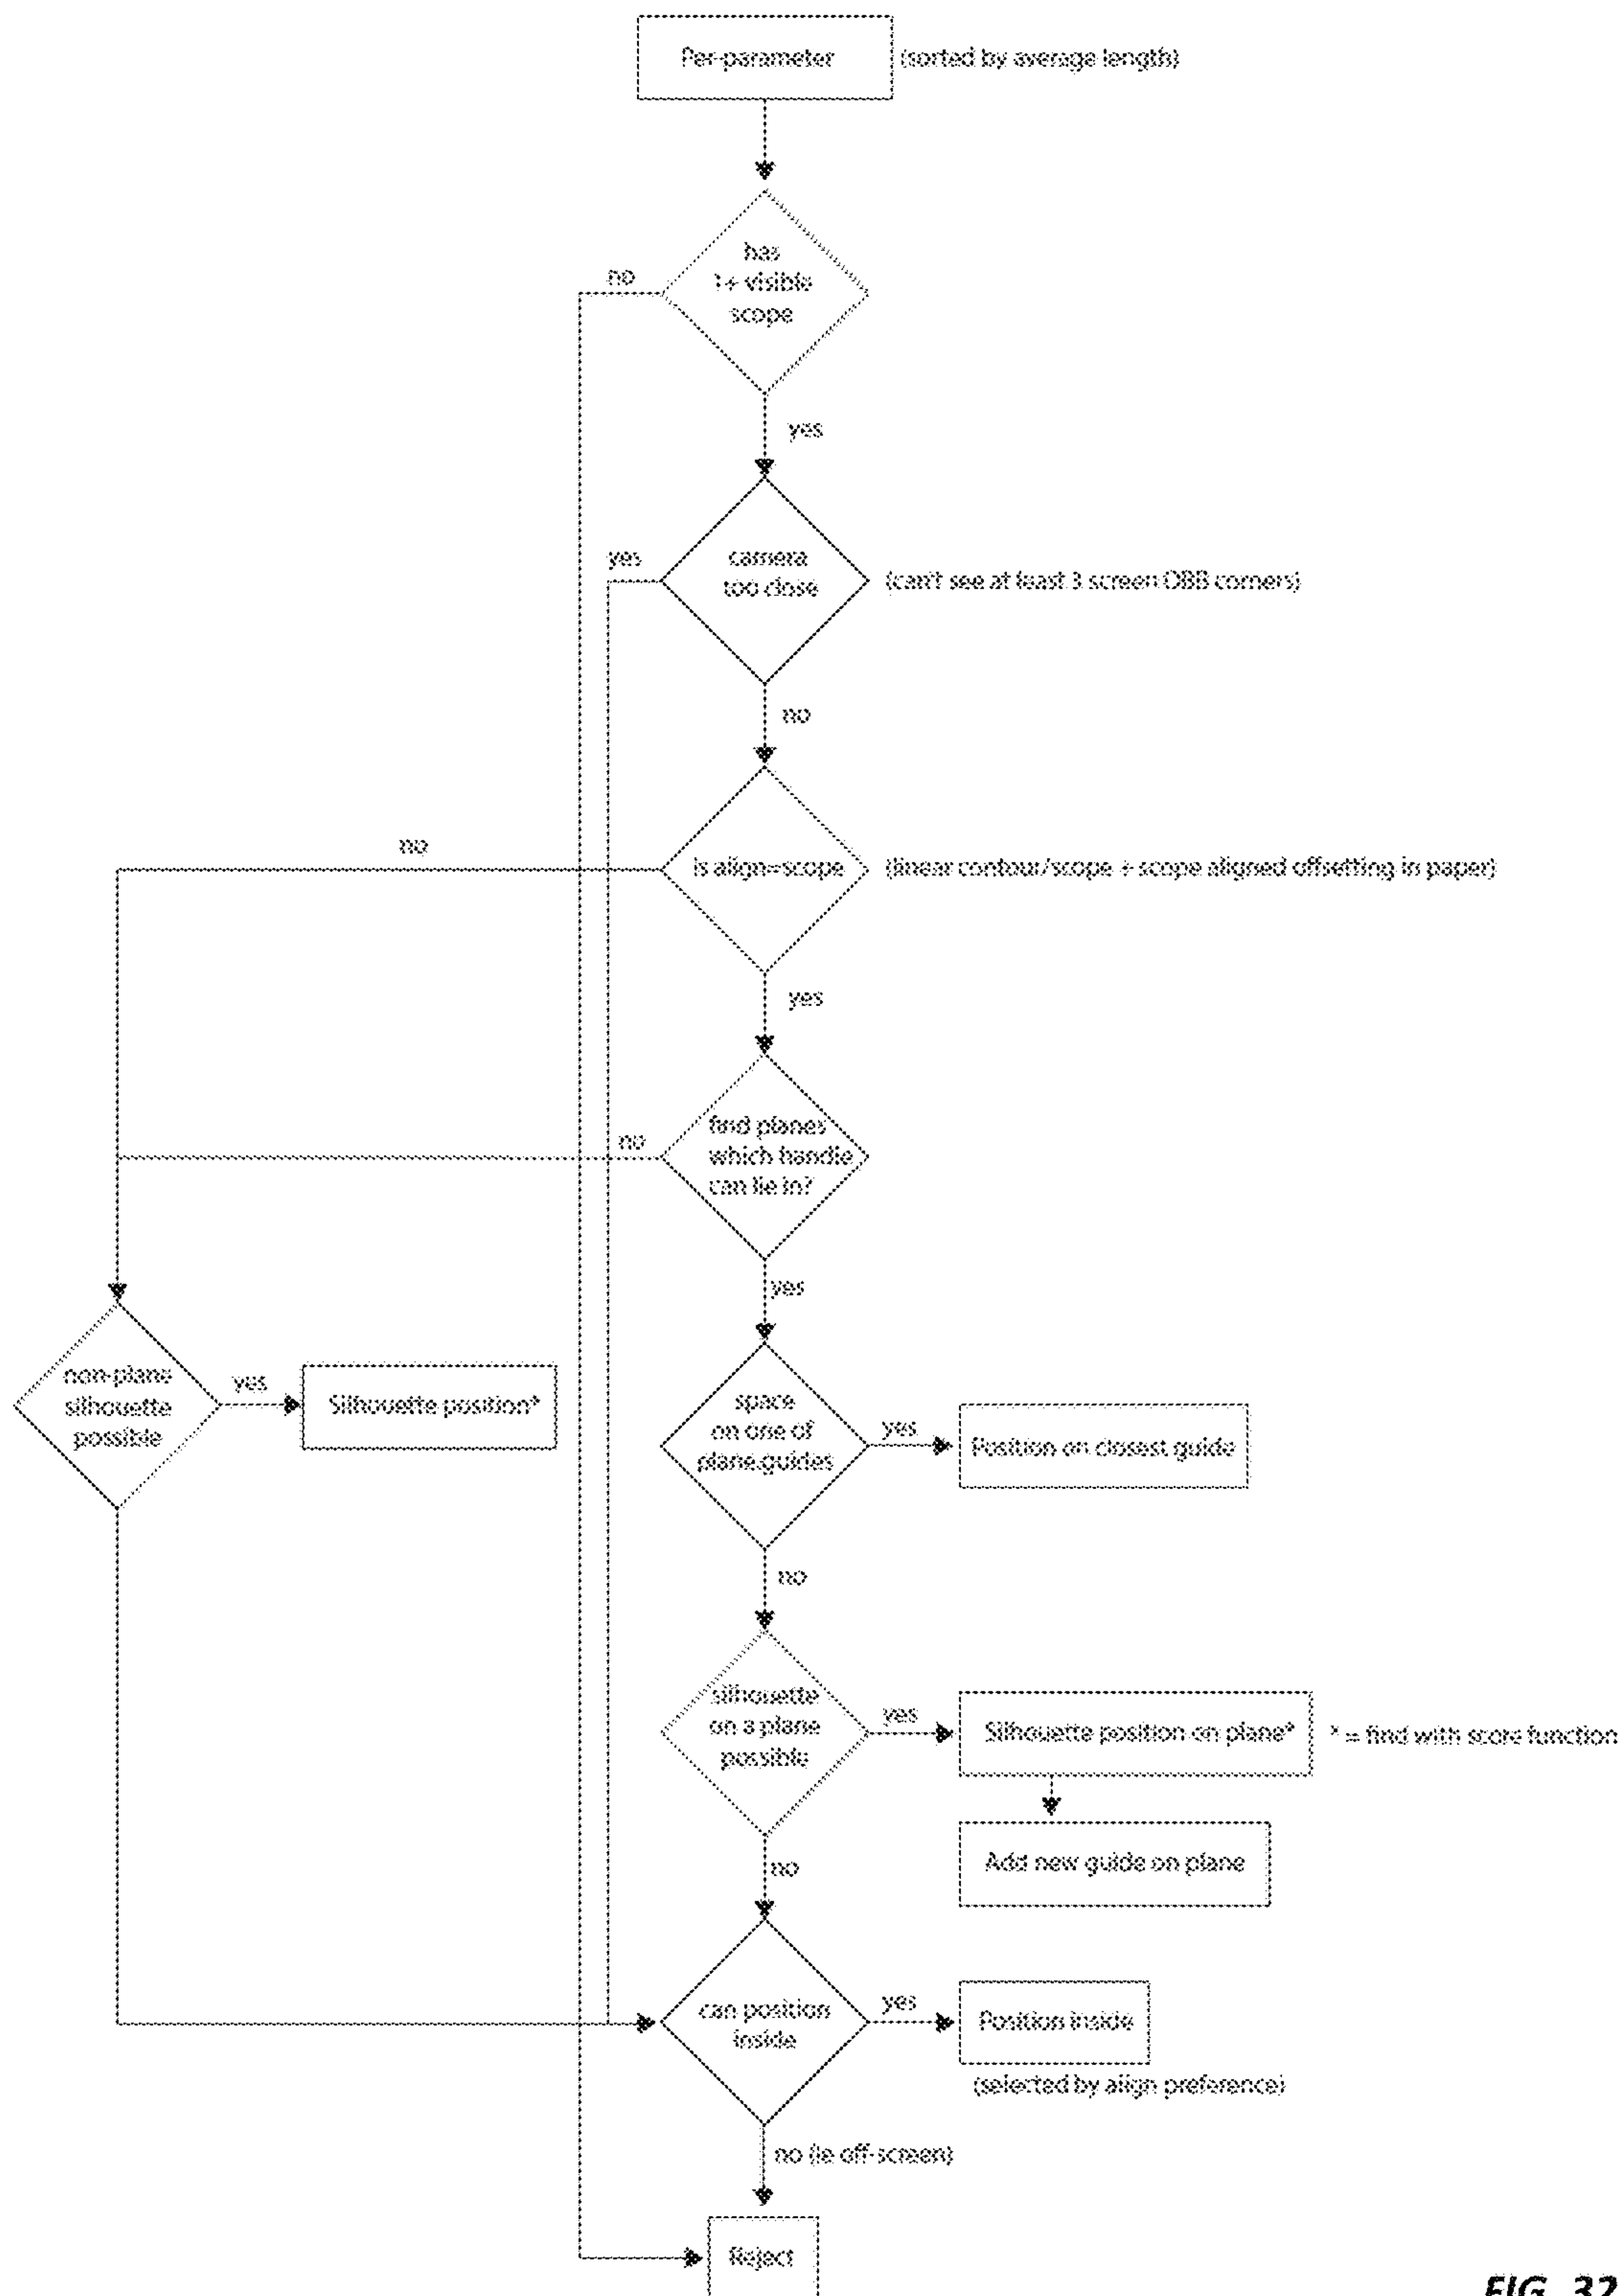 Per-parameter
(sorted by average length)
has
1+ visible
scope
no
yes
camera
too close
yes
(can't see at least 3 screen OBB corners)
no
is align=scope
no
(linear contour/scope + scope aligned offsetting in paper)
yes
find planes
which handle
can lie in?
no
yes
non-plane
silhouette
possible
yes
Silhouette position*
space
on one of
plane.guides
yes
Position on closest guide
no
silhouette
on a plane
possible
yes
Silhouette position on plane*
* = find with score function
Add new guide on plane
no
can position
inside
yes
Position inside
(selected by align preference)
no (ie off-screen)
Reject
FIG. 32